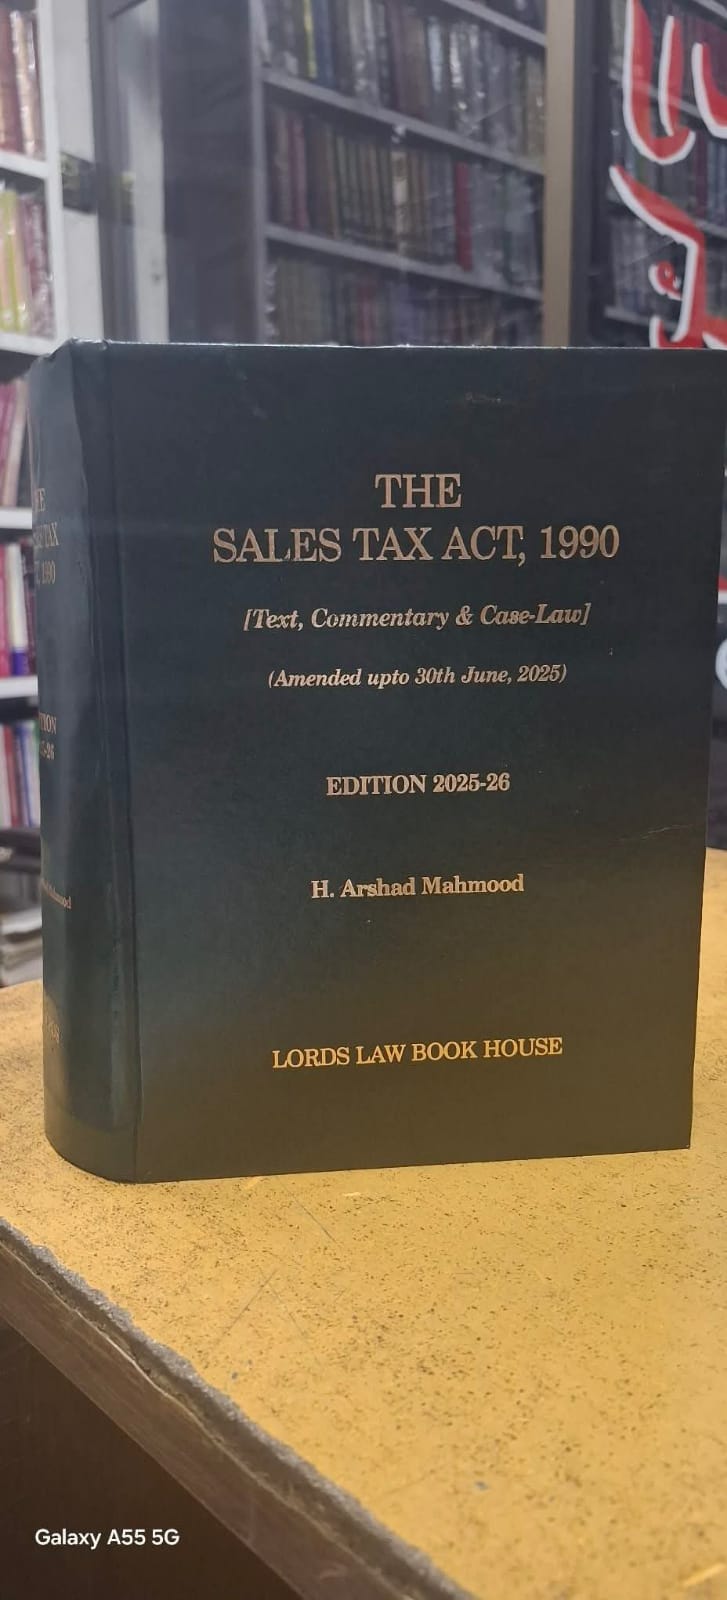 THE
SALES TAX ACT, 1990
[Text, Commentary & Case-Law]
(Amended upto 30th June, 2025)
EDITION 2025-26
H. Arshad Mahmood
LORDS LAW BOOK HOUSE
Galaxy A55 5G